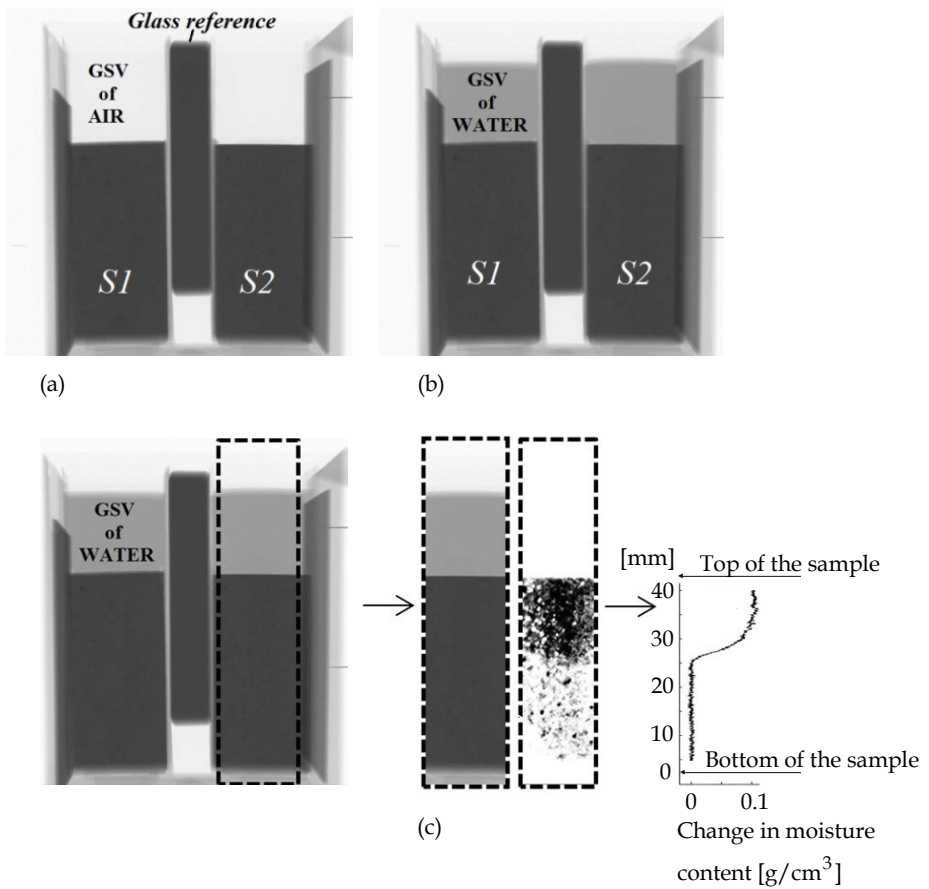 Glass reference
GSV
of
AIR
S1
S2
(a)
GSV
of
WATER
S1
S2
(b)
GSV
of
WATER
[mm]
Top of the sample
40
30
20
10
0
Bottom of the sample
0 0.1
Change in moisture
content [g/cm³]
(c)